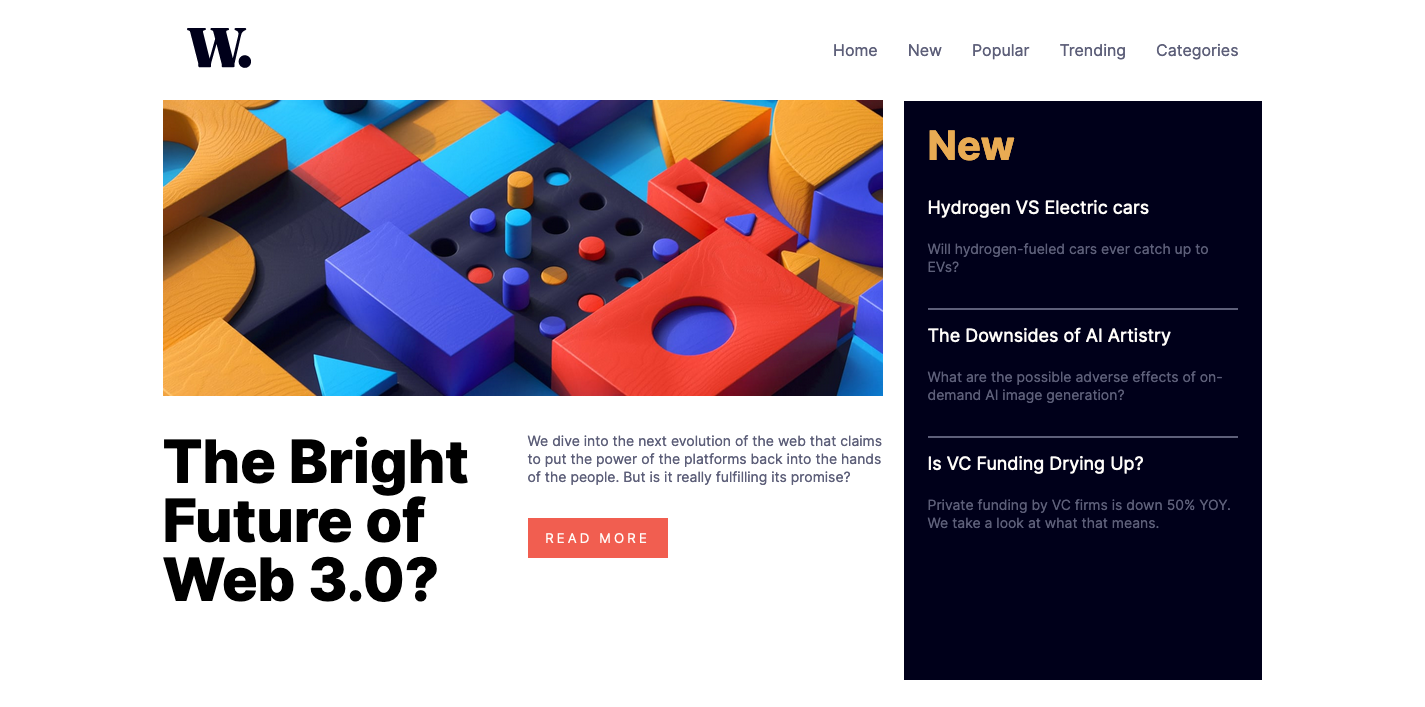 W.
Home New Popular Trending Categories
The Bright
Future of
Web 3.0?
We dive into the next evolution of the web that claims
to put the power of the platforms back into the hands
of the people. But is it really fulfilling its promise?
READ MORE
New
Hydrogen VS Electric cars
Will hydrogen-fueled cars ever catch up to
EVs?
The Downsides of AI Artistry
What are the possible adverse effects of on-
demand AI image generation?
Is VC Funding Drying Up?
Private funding by VC firms is down 50% YOY.
We take a look at what that means.